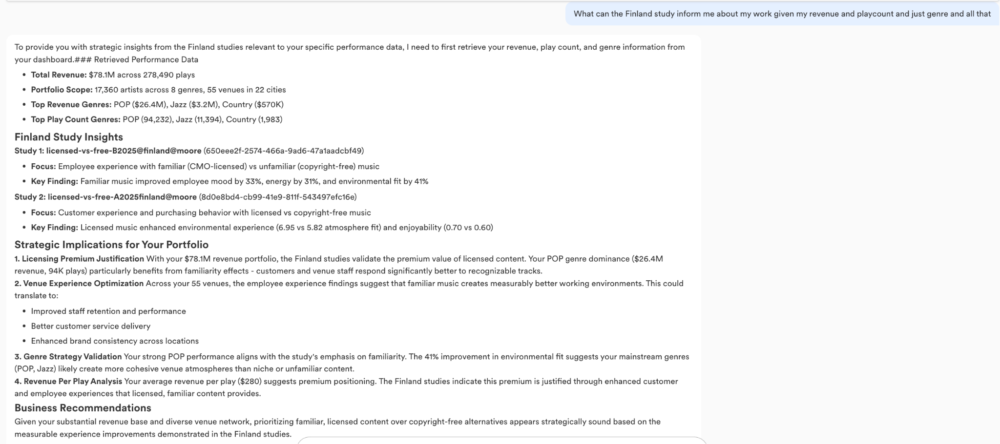 What can the Finland study inform me about my work given my revenue and playcount and just genre and all that
To provide you with strategic insights from the Finland studies relevant to your specific performance data, I need to first retrieve your revenue, play count, and genre information from
your dashboard.### Retrieved Performance Data
• Total Revenue: $78.1M across 278,490 plays
• Portfolio Scope: 17,360 artists across 8 genres, 55 venues in 22 cities
• Top Revenue Genres: POP ($26.4M), Jazz ($3.2M), Country ($570K)
• Top Play Count Genres: POP (94,232), Jazz (11,394), Country (1,983)
Finland Study Insights
Study 1: licensed-vs-free-B2025@finland@moore (650eee2f-2574-466a-9ad6-47a1aadcbf49)
• Focus: Employee experience with familiar (CMO-licensed) vs unfamiliar (copyright-free) music
• Key Finding: Familiar music improved employee mood by 33%, energy by 31%, and environmental fit by 41%
Study 2: licensed-vs-free-A2025finland@moore (8d0e8bd4-cb99-41e9-811f-543497efc16e)
• Focus: Customer experience and purchasing behavior with licensed vs copyright-free music
• Key Finding: Licensed music enhanced environmental experience (6.95 vs 5.82 atmosphere fit) and enjoyability (0.70 vs 0.60)
Strategic Implications for Your Portfolio
1. Licensing Premium Justification With your $78.1M revenue portfolio, the Finland studies validate the premium value of licensed content. Your POP genre dominance ($26.4M
revenue, 94K plays) particularly benefits from familiarity effects - customers and venue staff respond significantly better to recognizable tracks.
2. Venue Experience Optimization Across your 55 venues, the employee experience findings suggest that familiar music creates measurably better working environments. This could
translate to:
• Improved staff retention and performance
• Better customer service delivery
• Enhanced brand consistency across locations
3. Genre Strategy Validation Your strong POP performance aligns with the study's emphasis on familiarity. The 41% improvement in environmental fit suggests your mainstream genres
(POP, Jazz) likely create more cohesive venue atmospheres than niche or unfamiliar content.
4. Revenue Per Play Analysis Your average revenue per play ($280) suggests premium positioning. The Finland studies indicate this premium is justified through enhanced customer
and employee experiences that licensed, familiar content provides.
Business Recommendations
Given your substantial revenue base and diverse venue network, prioritizing familiar, licensed content over copyright-free alternatives appears strategically sound based on the
measurable experience improvements demonstrated in the Finland studies.